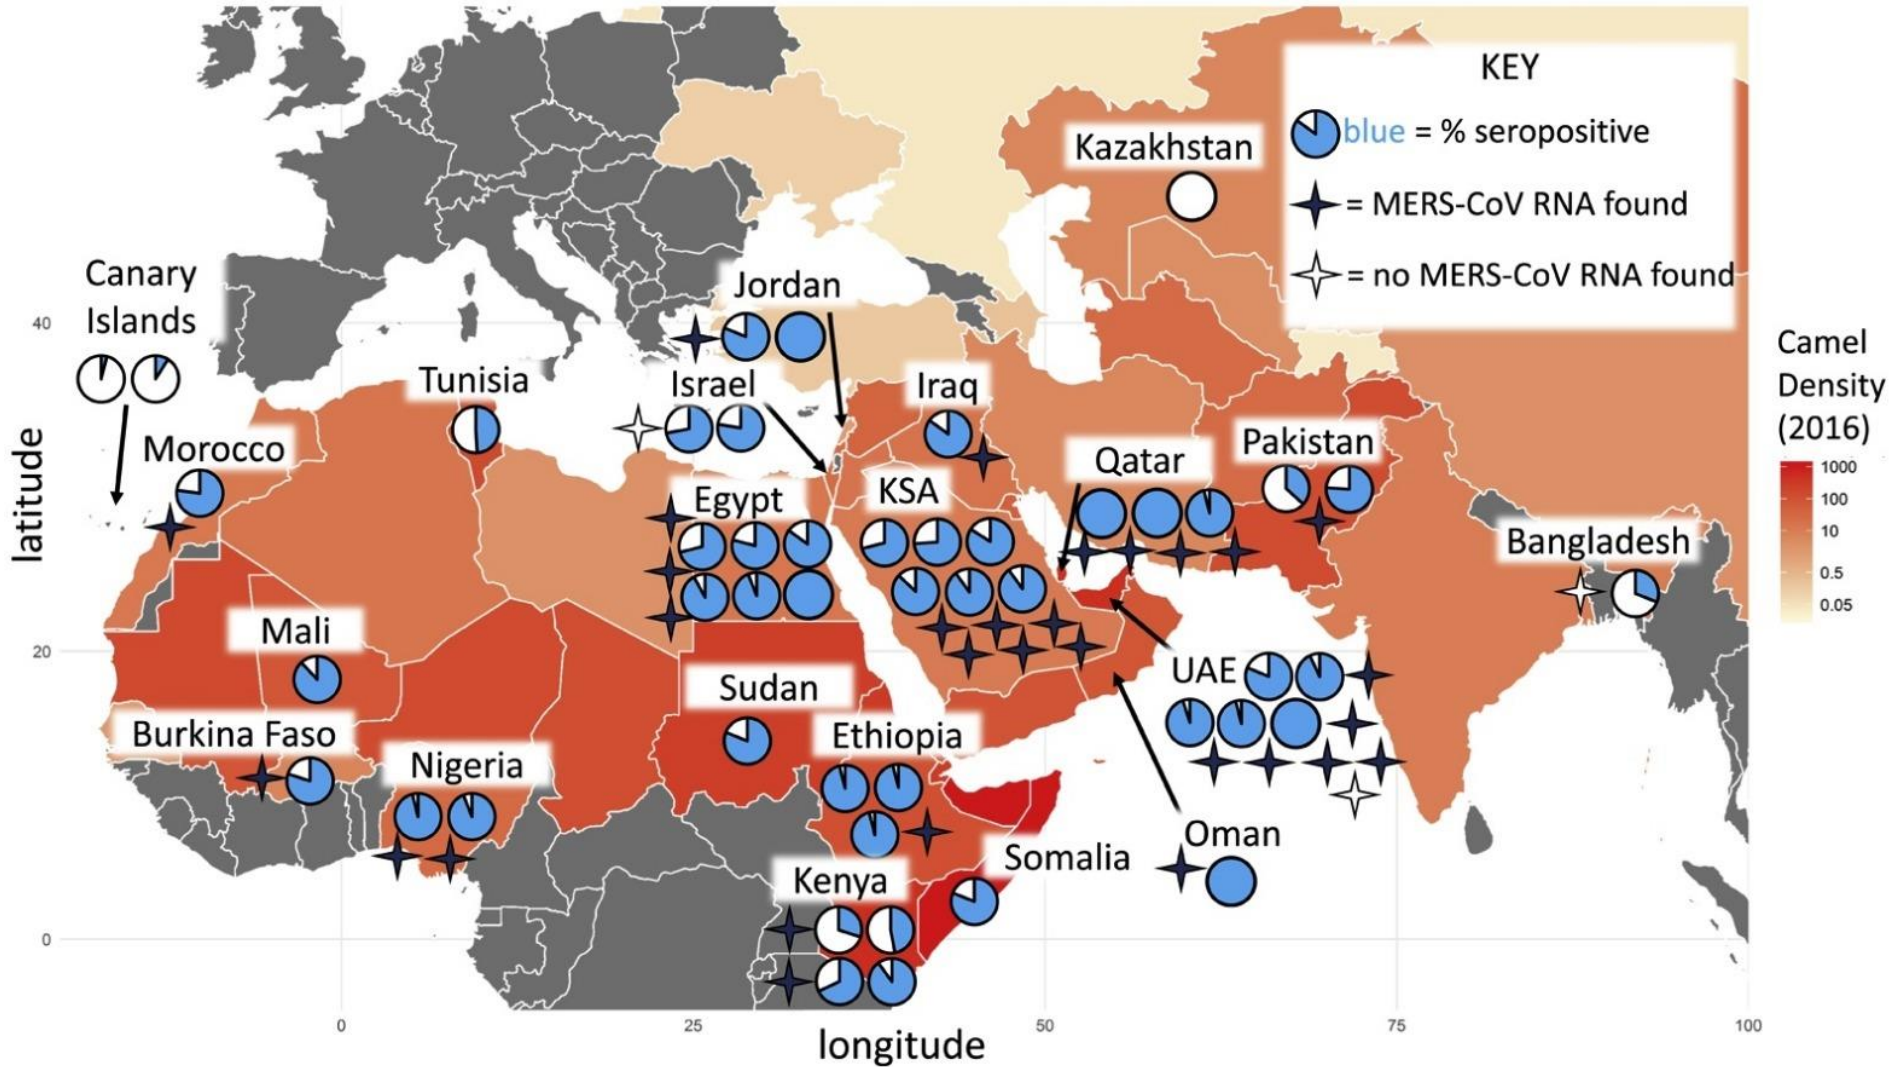 KEY
blue = % seropositive
= MERS-CoV RNA found
= no MERS-CoV RNA found
Kazakhstan
Canary
Islands
Jordan
Tunisia
Israel
Iraq
Morocco
Egypt
KSA
Qatar
Pakistan
Bangladesh
Mali
Sudan
UAE
Burkina Faso
Nigeria
Ethiopia
Oman
Somalia
Kenya
Camel
Density
(2016)
1000
100
10
0.5
0.05
latitude
40
20
0
0
25
50
75
100
longitude